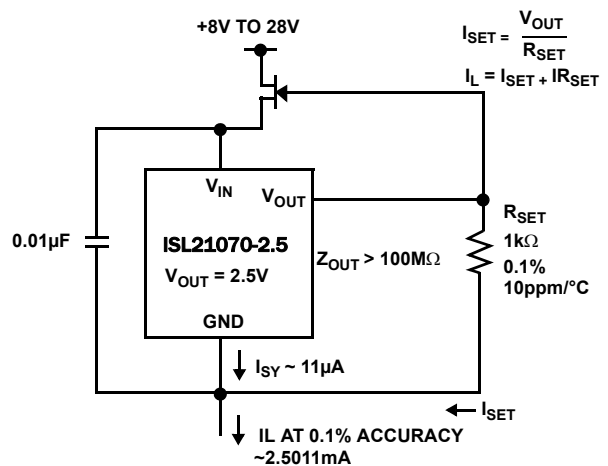 +8V TO 28V
I_SET = V_OUT / R_SET
I_L = I_SET + IR_SET
V_IN
V_OUT
0.01µF
ISL21070-2.5
V_OUT = 2.5V
Z_OUT > 100MΩ
R_SET
1kΩ
0.1%
10ppm/°C
GND
I_SY ~ 11µA
I_SET
IL AT 0.1% ACCURACY
~2.5011mA